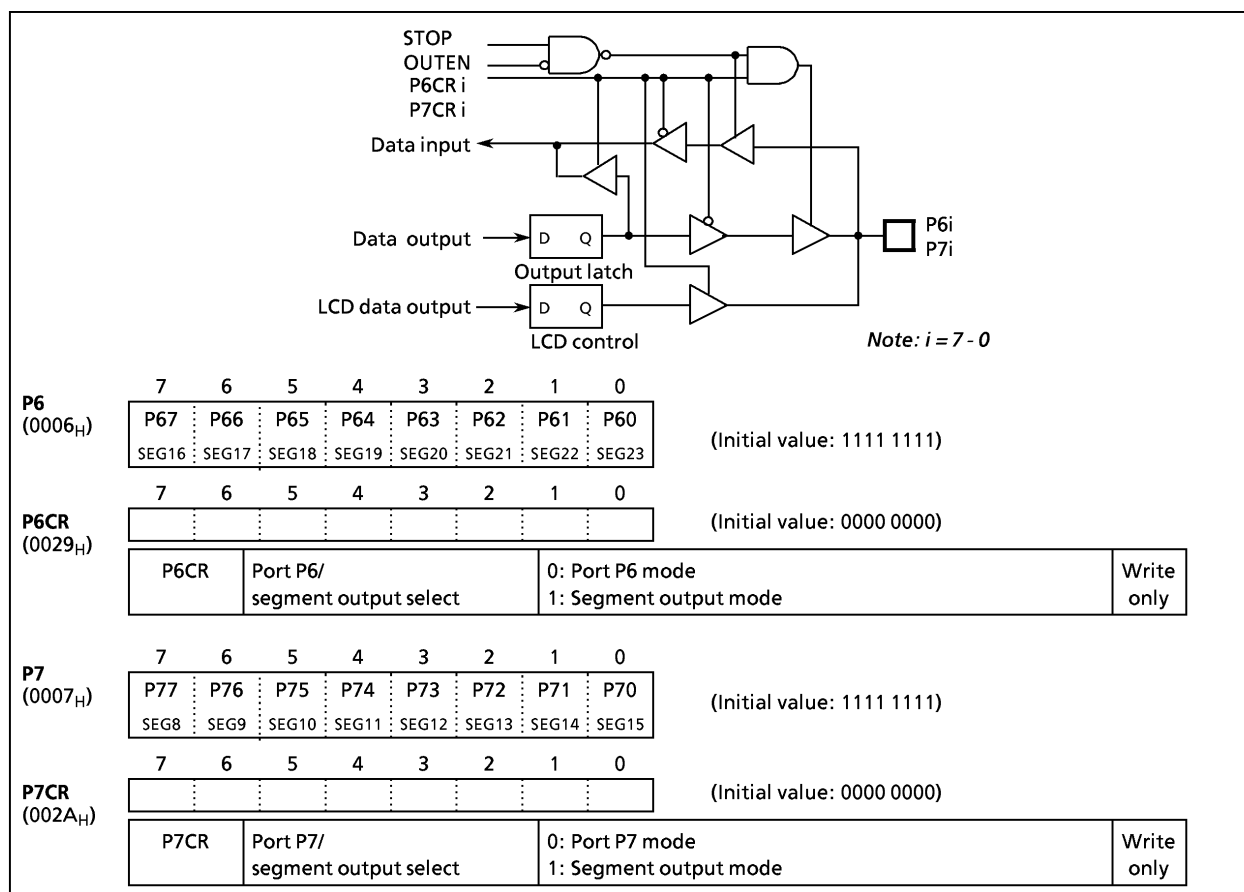 STOP
OUTEN
P6CR i
P7CR i
Data input
Data output
D Q
P6i
P7i
Output latch
LCD data output
D Q
LCD control
Note: i = 7 - 0
7 6 5 4 3 2 1 0
P6
(0006H)
P67 P66 P65 P64 P63 P62 P61 P60
SEG16 SEG17 SEG18 SEG19 SEG20 SEG21 SEG22 SEG23
(Initial value: 1111 1111)
7 6 5 4 3 2 1 0
P6CR
(0029H)
(Initial value: 0000 0000)
P6CR
Port P6/
segment output select
0: Port P6 mode
1: Segment output mode
Write
only
7 6 5 4 3 2 1 0
P7
(0007H)
P77 P76 P75 P74 P73 P72 P71 P70
SEG8 SEG9 SEG10 SEG11 SEG12 SEG13 SEG14 SEG15
(Initial value: 1111 1111)
7 6 5 4 3 2 1 0
P7CR
(002AH)
(Initial value: 0000 0000)
P7CR
Port P7/
segment output select
0: Port P7 mode
1: Segment output mode
Write
only